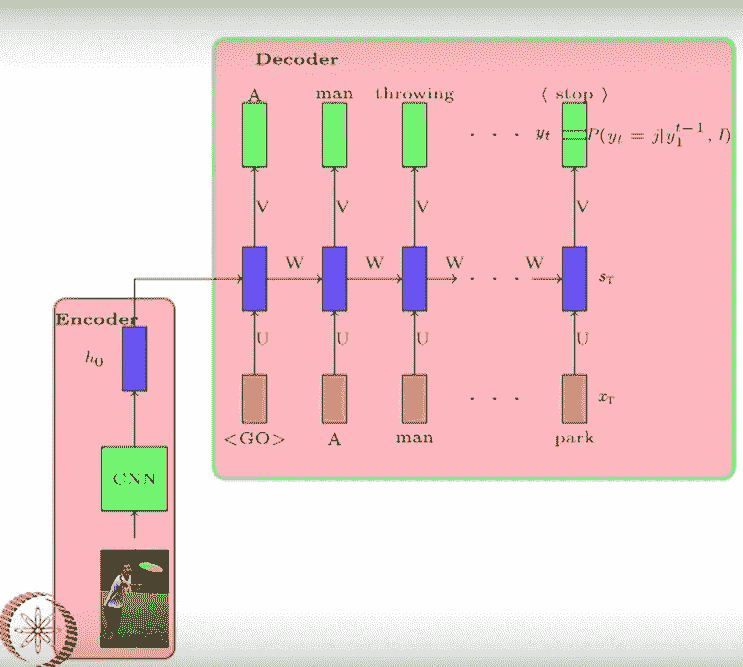 Decoder
A man throwing ⟨ stop ⟩
. . . y_t = P(y_t = j|y_1^{t-1}, I)
V V V V
W W W . . . W s_T
Encoder
U U U U
h_0
. . . x_T
<GO> A man park
CNN